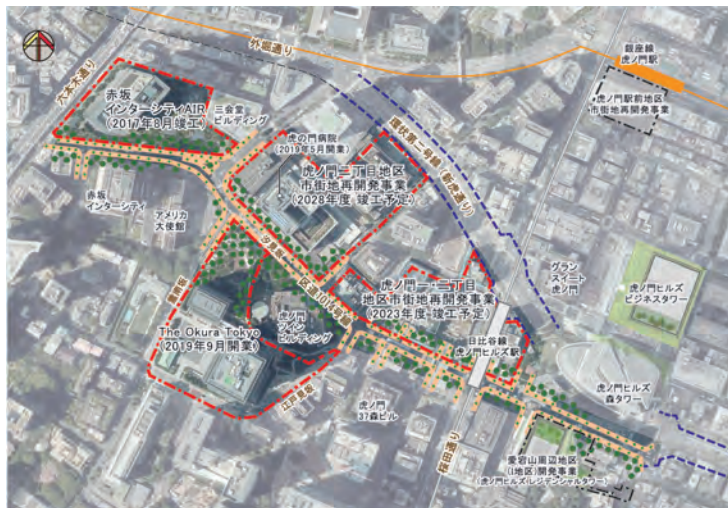 外堀通り
銀座線
虎ノ門駅
六本木通り
赤坂
インターシティAIR
(2017年8月竣工)
三会堂
ビルディング
虎ノ門駅前地区
市街地再開発事業
環状第二号線(新虎通り)
虎の門病院
(2019年5月開業)
虎ノ門二丁目地区
市街地再開発事業
(2028年度 竣工予定)
赤坂
インターシティ
アメリカ
大使館
霊南坂
汐見坂
区道1014号線
虎ノ門一・二丁目
地区市街地再開発事業
(2023年度 竣工予定)
グラン
スイート
虎ノ門
虎ノ門ヒルズ
ビジネスタワー
The Okura Tokyo
(2019年9月開業)
虎ノ門
ツイン
ビルディング
日比谷線
虎ノ門ヒルズ駅
江戸見坂
虎ノ門
37森ビル
桜田通り
虎ノ門ヒルズ
森タワー
愛宕山周辺地区
(I地区)開発事業
(虎ノ門ヒルズレジデンシャルタワー)